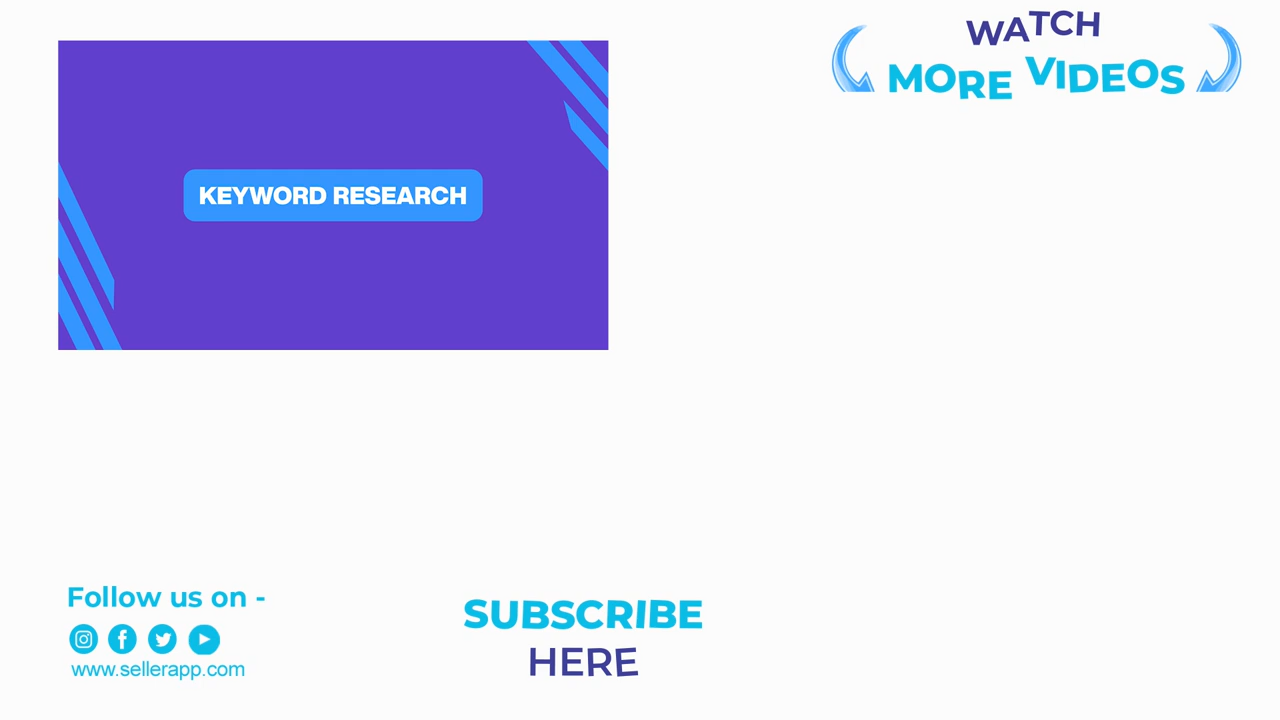 WATCH
MORE VIDEOS
KEYWORD RESEARCH
Follow us on -
www.sellerapp.com
SUBSCRIBE
HERE